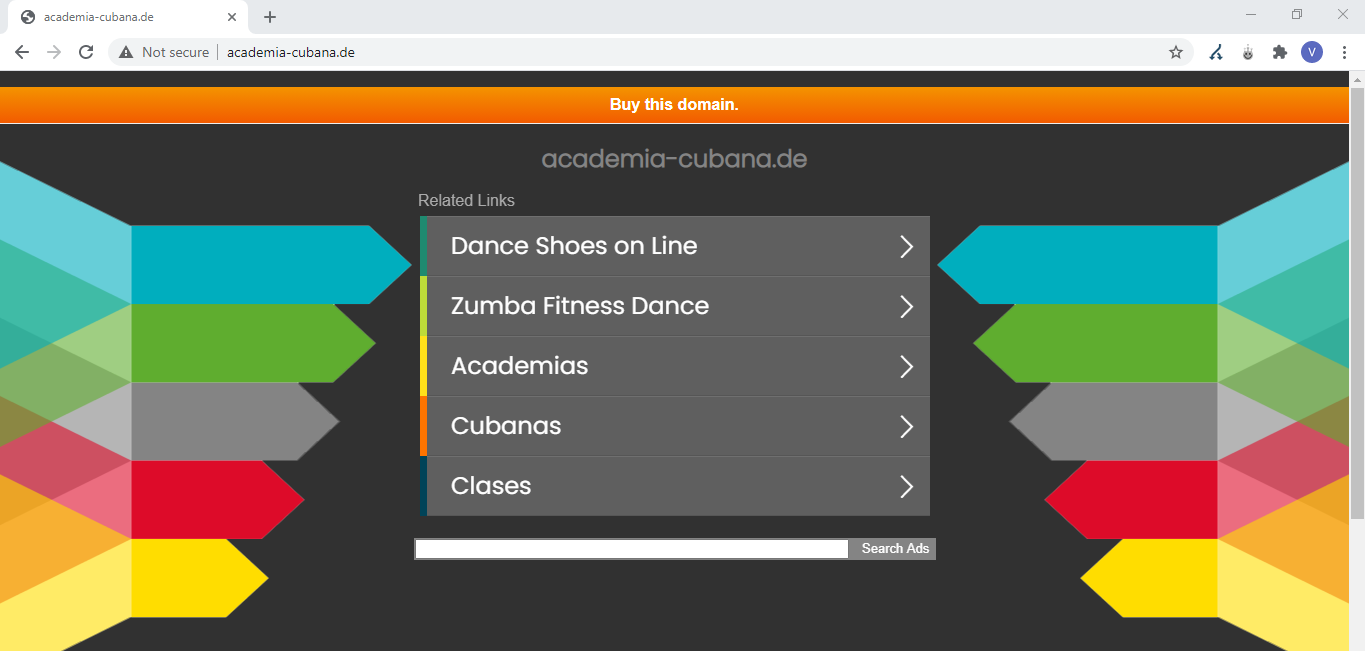 academia-cubana.de
Not secure academia-cubana.de
V
Buy this domain.
academia-cubana.de
Related Links
Dance Shoes on Line
Zumba Fitness Dance
Academias
Cubanas
Clases
Search Ads